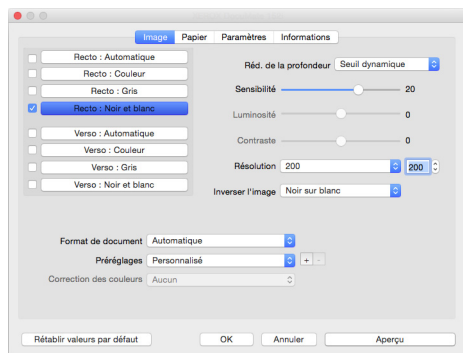 Image Papier Paramètres Informations
Recto : Automatique
Recto : Couleur
Recto : Gris
Recto : Noir et blanc
Verso : Automatique
Verso : Couleur
Verso : Gris
Verso : Noir et blanc
Réd. de la profondeur Seuil dynamique
Sensibilité 20
Luminosité 0
Contraste 0
Résolution 200 200
Inverser l'image Noir sur blanc
Format de document Automatique
Préréglages Personnalisé + -
Correction des couleurs Aucun
Rétablir valeurs par défaut OK Annuler Aperçu